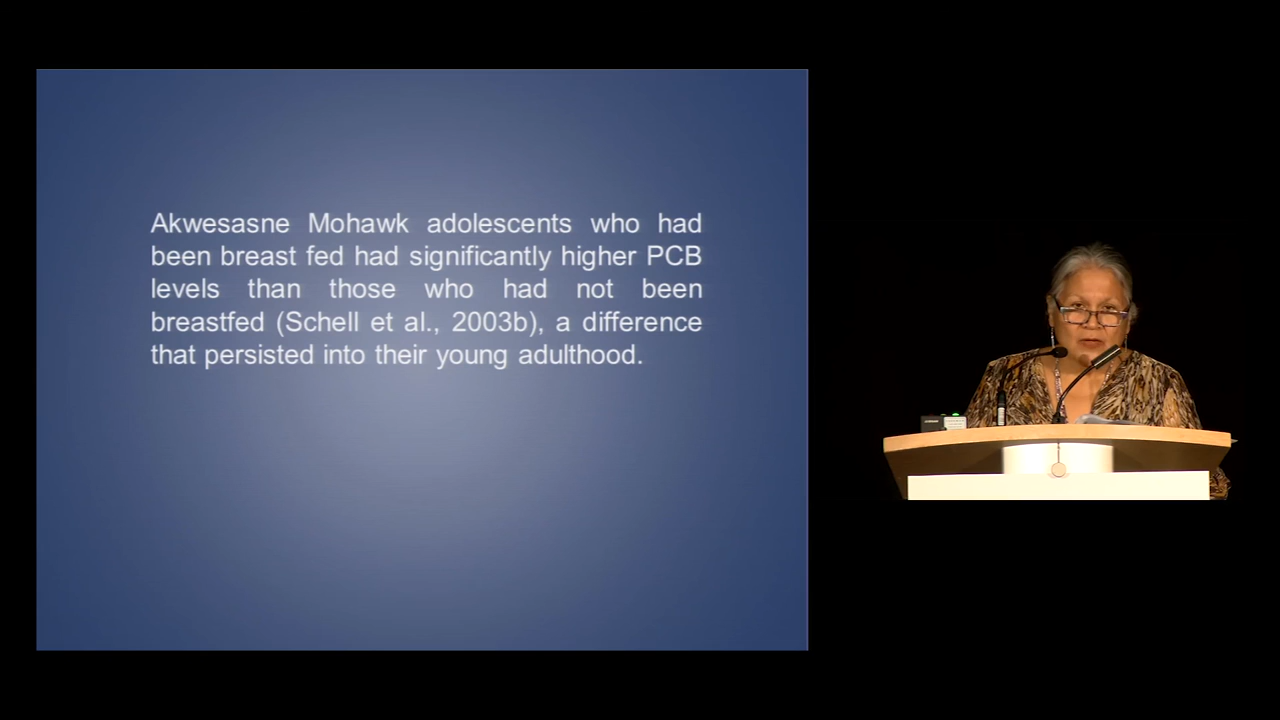 Akwesasne Mohawk adolescents who had
been breast fed had significantly higher PCB
levels than those who had not been
breastfed (Schell et al., 2003b), a difference
that persisted into their young adulthood.